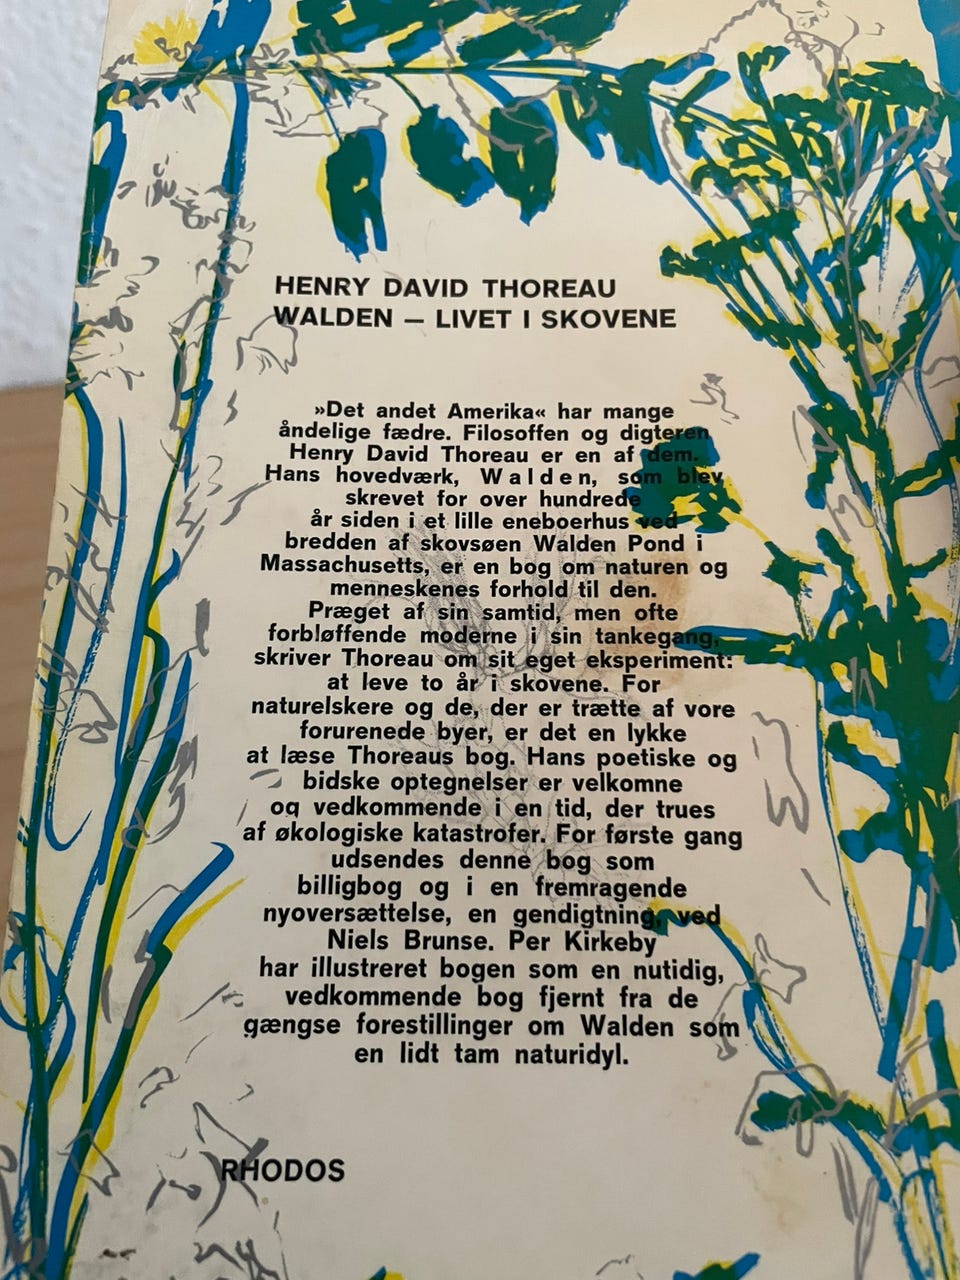 HENRY DAVID THOREAU
WALDEN – LIVET I SKOVENE
»Det andet Amerika« har mange
åndelige fædre. Filosoffen og digteren
Henry David Thoreau er en af dem.
Hans hovedværk, Walden, som blev
skrevet for over hundrede
år siden i et lille eneboerhus ved
bredden af skovsøen Walden Pond i
Massachusetts, er en bog om naturen og
menneskenes forhold til den.
Præget af sin samtid, men ofte
forbløffende moderne i sin tankegang,
skriver Thoreau om sit eget eksperiment:
at leve to år i skovene. For
naturelskere og de, der er trætte af vore
forurenede byer, er det en lykke
at læse Thoreaus bog. Hans poetiske og
bidske optegnelser er velkomne
og vedkommende i en tid, der trues
af økologiske katastrofer. For første gang
udsendes denne bog som
billigbog og i en fremragende
nyoversættelse, en gendigtning, ved
Niels Brunse. Per Kirkeby
har illustreret bogen som en nutidig,
vedkommende bog fjernt fra de
gængse forestillinger om Walden som
en lidt tam naturidyl.
RHODOS